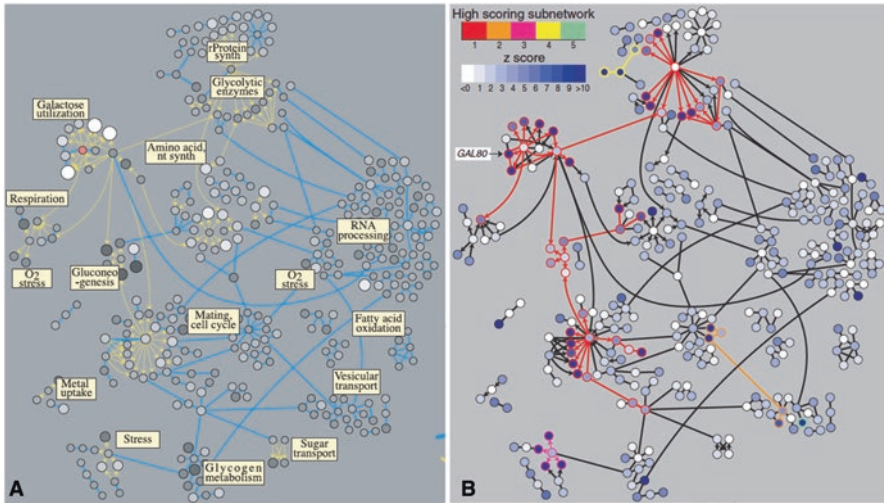 rProtein
synth
Glycolytic
enzymes
Galactose
utilization
Amino acid,
nt synth
Respiration
RNA
processing
O2
stress
Gluconeo
-genesis
O2
stress
Mating,
cell cycle
Fatty acid
oxidation
Metal
uptake
Vesicular
transport
Stress
Sugar
transport
Glycogen
metabolism
A
High scoring subnetwork
1 2 3 4 5
z score
<0 1 2 3 4 5 6 7 8 9 >10
GAL80
B